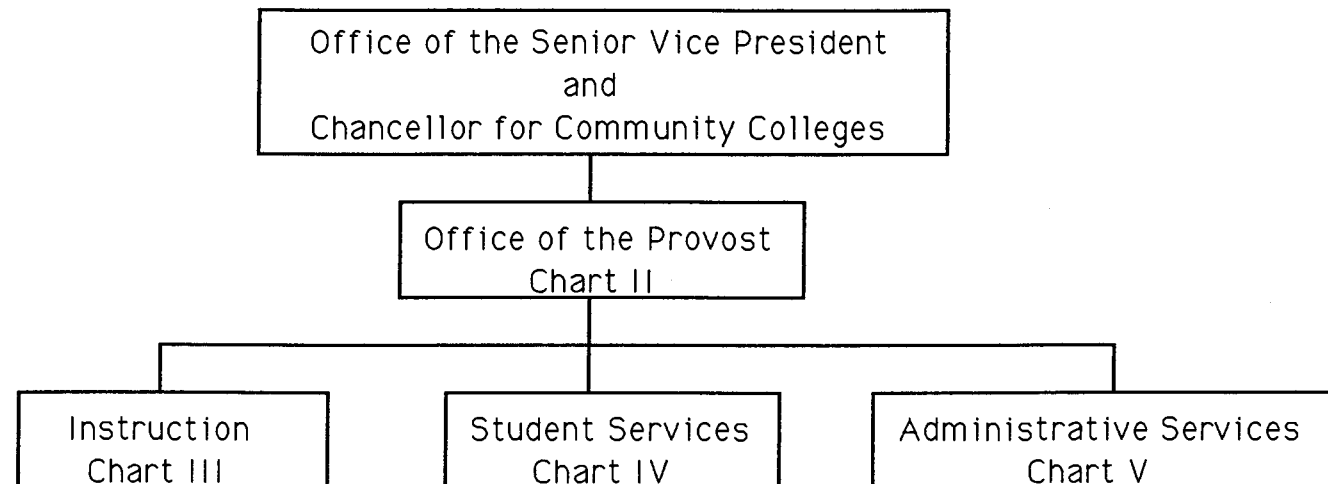 Office of the Senior Vice President
and
Chancellor for Community Colleges
Office of the Provost
Chart II
Instruction
Chart III
Student Services
Chart IV
Administrative Services
Chart V